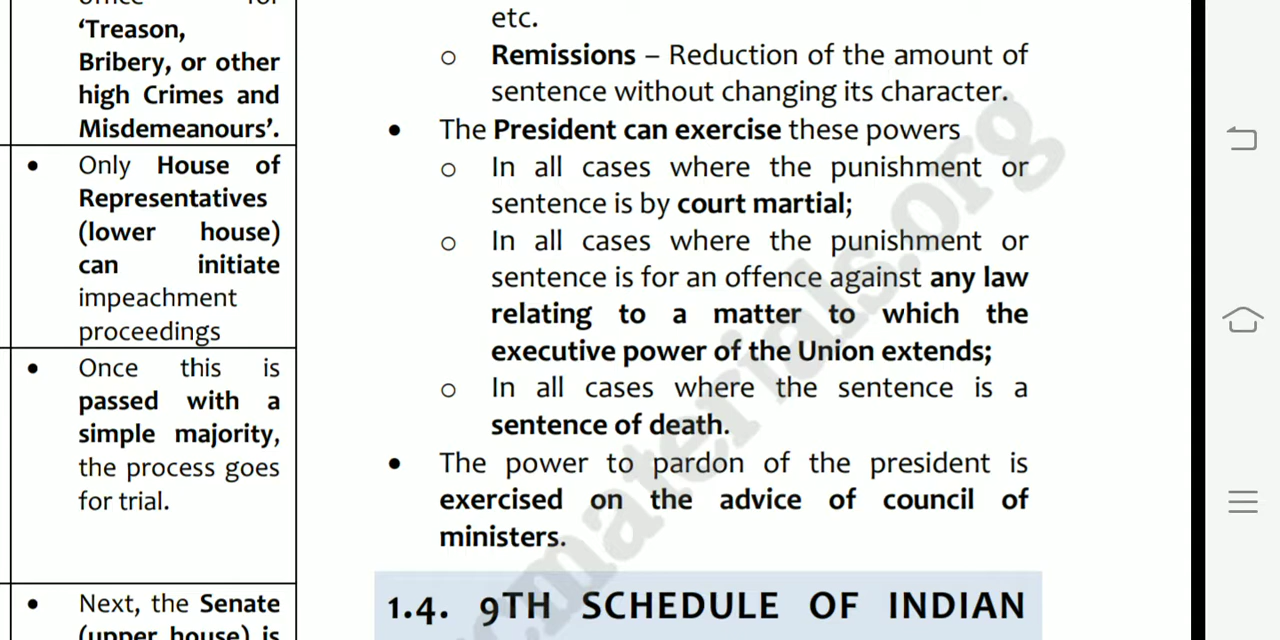 ‘Treason,
Bribery, or other
high Crimes and
Misdemeanours’.
• Only House of
Representatives
(lower house)
can initiate
impeachment
proceedings
• Once this is
passed with a
simple majority,
the process goes
for trial.
• Next, the Senate
(upper house) is
etc.
o Remissions – Reduction of the amount of
sentence without changing its character.
• The President can exercise these powers
o In all cases where the punishment or
sentence is by court martial;
o In all cases where the punishment or
sentence is for an offence against any law
relating to a matter to which the
executive power of the Union extends;
o In all cases where the sentence is a
sentence of death.
• The power to pardon of the president is
exercised on the advice of council of
ministers.
1.4. 9TH SCHEDULE OF INDIAN
cmaterials.org